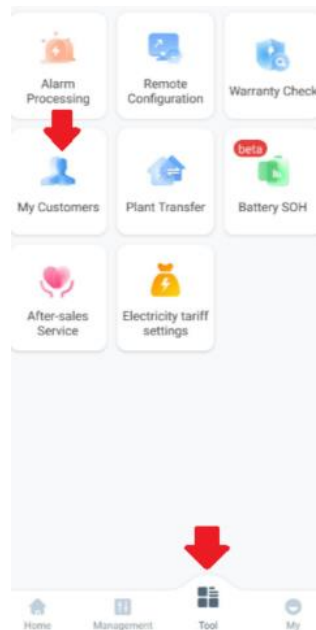 Alarm
Processing
Remote
Configuration
Warranty Check
beta
My Customers
Plant Transfer
Battery SOH
After-sales
Service
Electricity tariff
settings
Home
Management
Tool
My